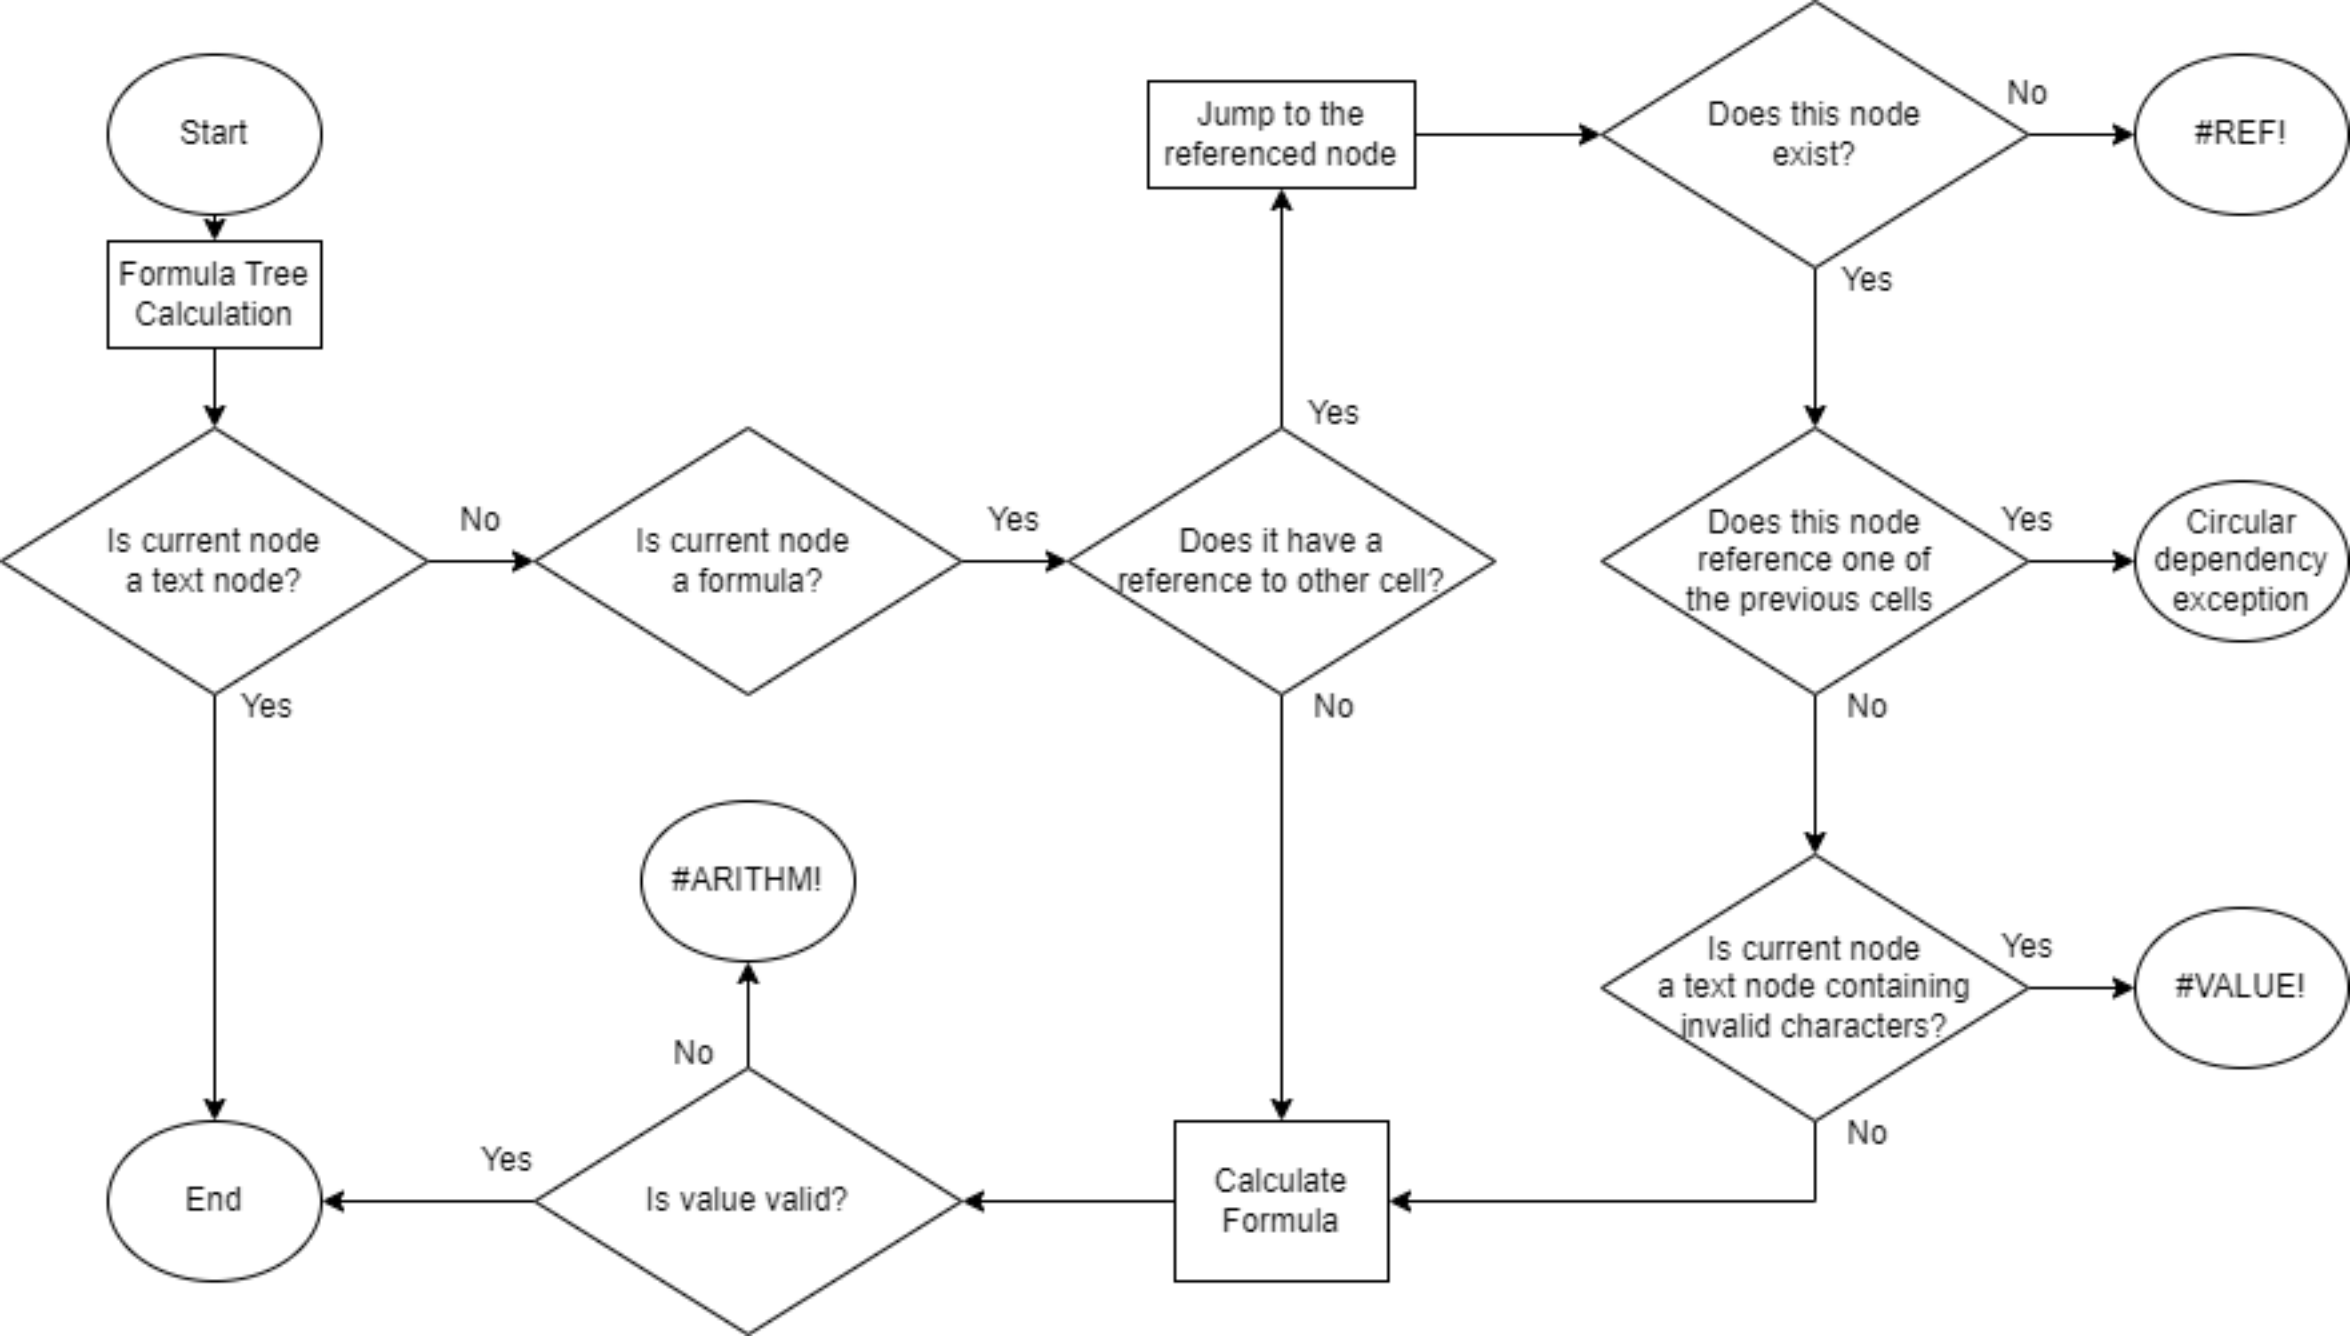 Start
Formula Tree
Calculation
Is current node
a text node?
No
Yes
Is current node
a formula?
Yes
Does it have a
reference to other cell?
Yes
No
Jump to the
referenced node
Does this node
exist?
No
#REF!
Yes
Does this node
reference one of
the previous cells
Yes
Circular
dependency
exception
No
Is current node
a text node containing
invalid characters?
Yes
#VALUE!
No
Calculate
Formula
Is value valid?
No
#ARITHM!
Yes
End